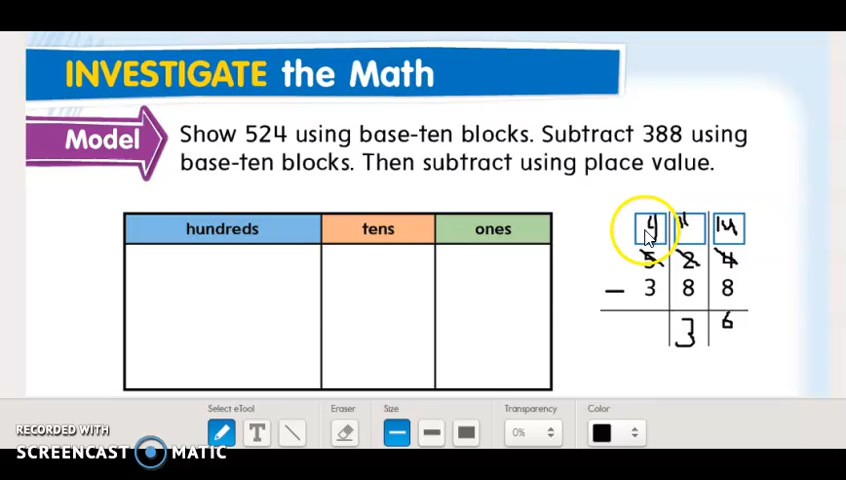 INVESTIGATE the Math
Model
Show 524 using base-ten blocks. Subtract 388 using
base-ten blocks. Then subtract using place value.
hundreds tens ones
4 11 14
5 2 4
− 3 8 8
3 6
Select eTool Eraser Size Transparency Color
T 0%
RECORDED WITH
SCREENCAST MATIC